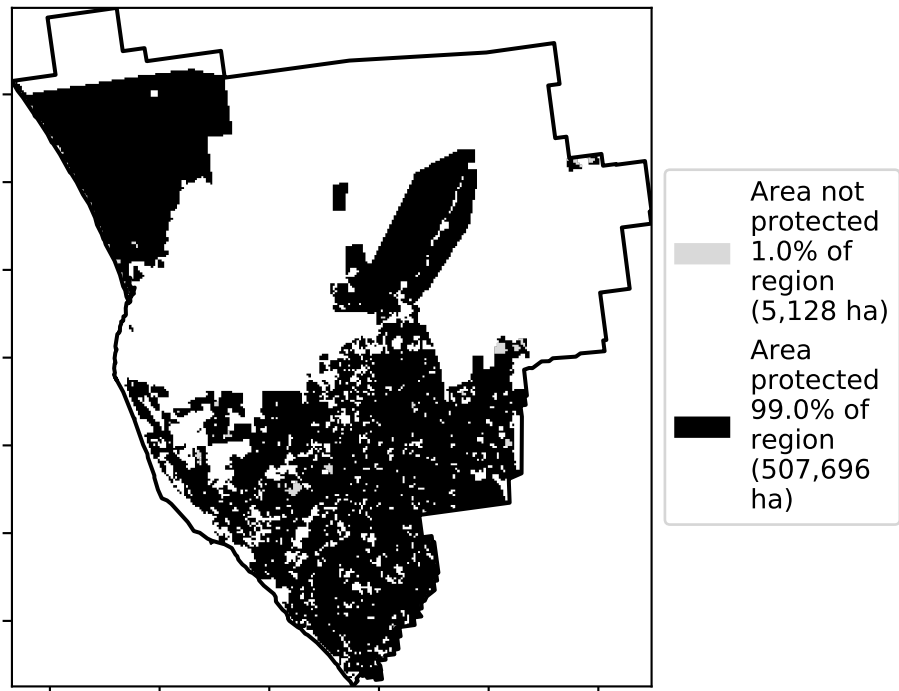 Area not
protected
1.0% of
region
(5,128 ha)
Area
protected
99.0% of
region
(507,696
ha)